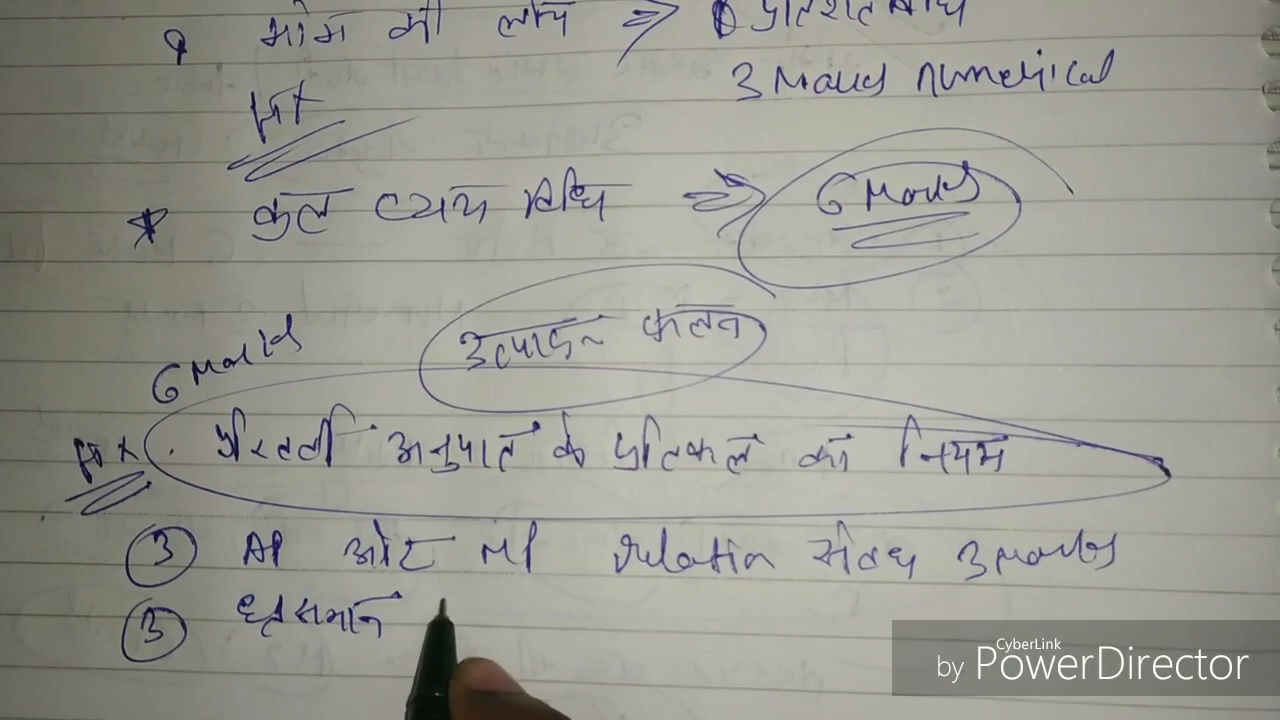 माँग की लोच ⇒ प्रतिशत विधि
3 Marks numerical
कुल व्यय विधि ⇒ 6 Marks
उत्पादन फलन
6 Marks
परिवर्ती अनुपात के प्रतिफल का नियम
3 AP और MP relation संबंध 3 Marks
3 ह्रासमान
CyberLink
by PowerDirector